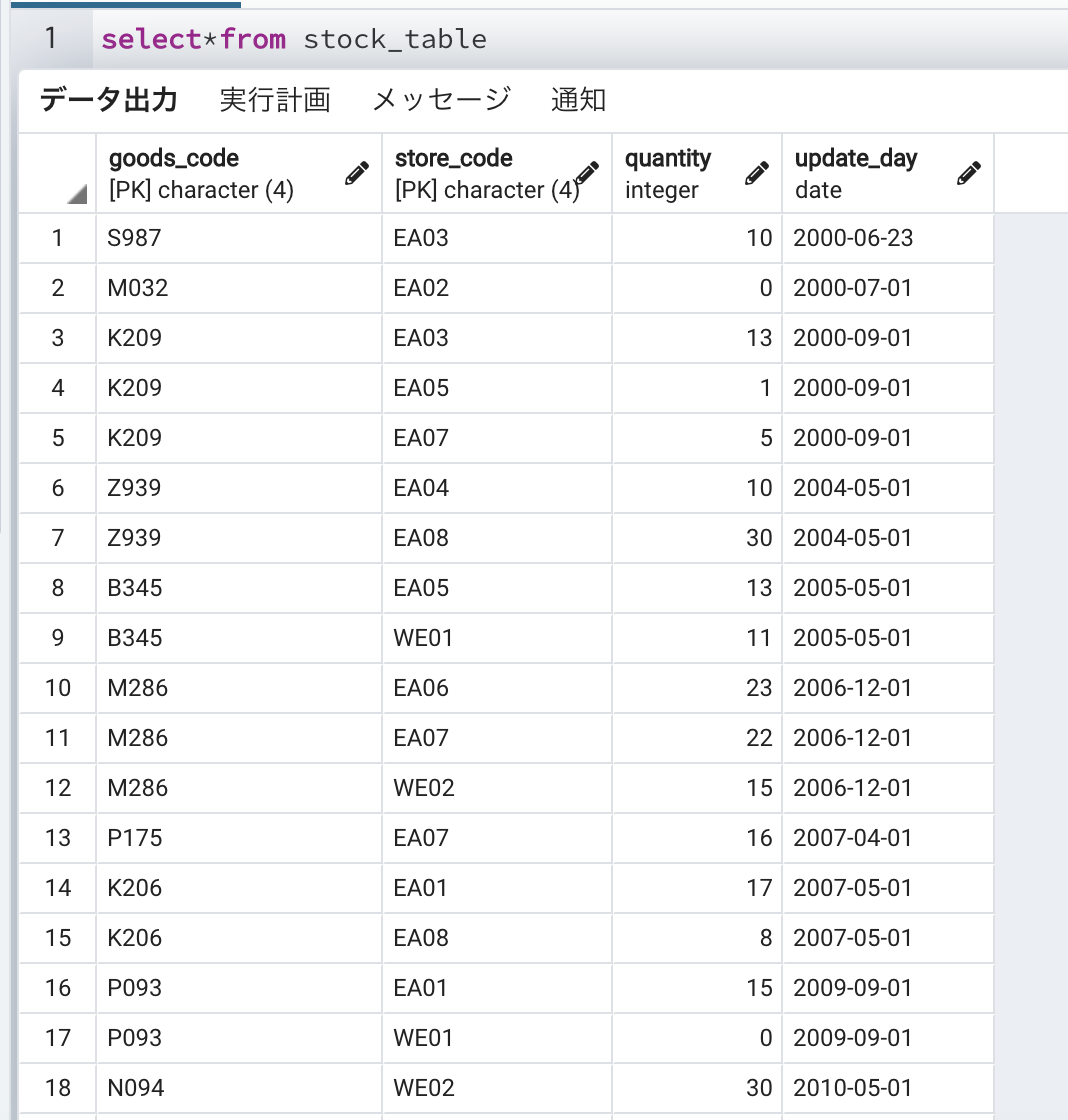 1 select*from stock_table
データ出力 実行計画 メッセージ 通知
goods_code store_code quantity update_day
[PK] character (4) [PK] character (4) integer date
1 S987 EA03 10 2000-06-23
2 M032 EA02 0 2000-07-01
3 K209 EA03 13 2000-09-01
4 K209 EA05 1 2000-09-01
5 K209 EA07 5 2000-09-01
6 Z939 EA04 10 2004-05-01
7 Z939 EA08 30 2004-05-01
8 B345 EA05 13 2005-05-01
9 B345 WE01 11 2005-05-01
10 M286 EA06 23 2006-12-01
11 M286 EA07 22 2006-12-01
12 M286 WE02 15 2006-12-01
13 P175 EA07 16 2007-04-01
14 K206 EA01 17 2007-05-01
15 K206 EA08 8 2007-05-01
16 P093 EA01 15 2009-09-01
17 P093 WE01 0 2009-09-01
18 N094 WE02 30 2010-05-01